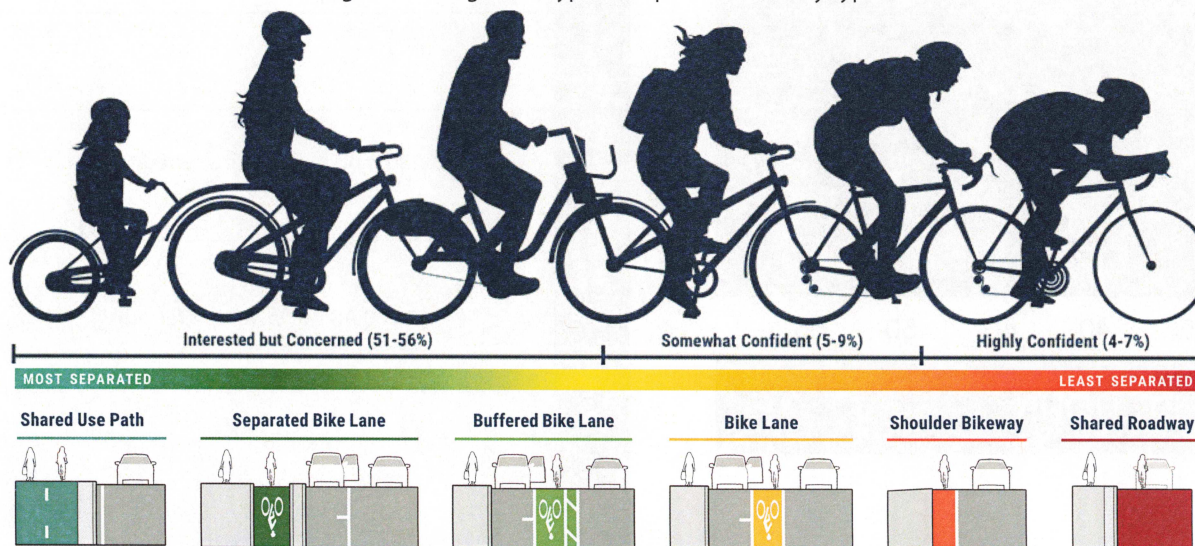 Interested but Concerned (51-56%)
Somewhat Confident (5-9%)
Highly Confident (4-7%)
MOST SEPARATED
LEAST SEPARATED
Shared Use Path
Separated Bike Lane
Buffered Bike Lane
Bike Lane
Shoulder Bikeway
Shared Roadway